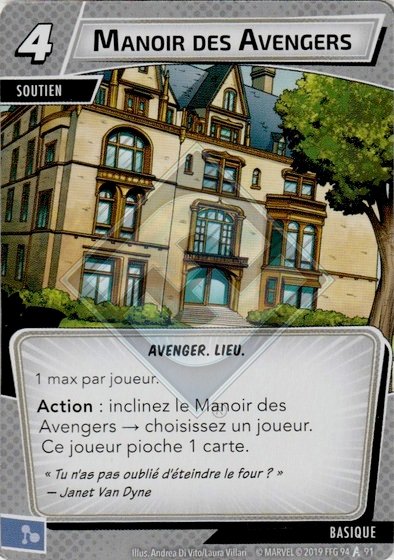 4
MANOIR DES AVENGERS
SOUTIEN
AVENGER. LIEU.
1 max par joueur.
Action : inclinez le Manoir des
Avengers → choisissez un joueur.
Ce joueur pioche 1 carte.
« Tu n'as pas oublié d'éteindre le four ? »
– Janet Van Dyne
BASIQUE
Illus. Andrea Di Vito/Laura Villari © MARVEL © 2019 FFG 94 A 91